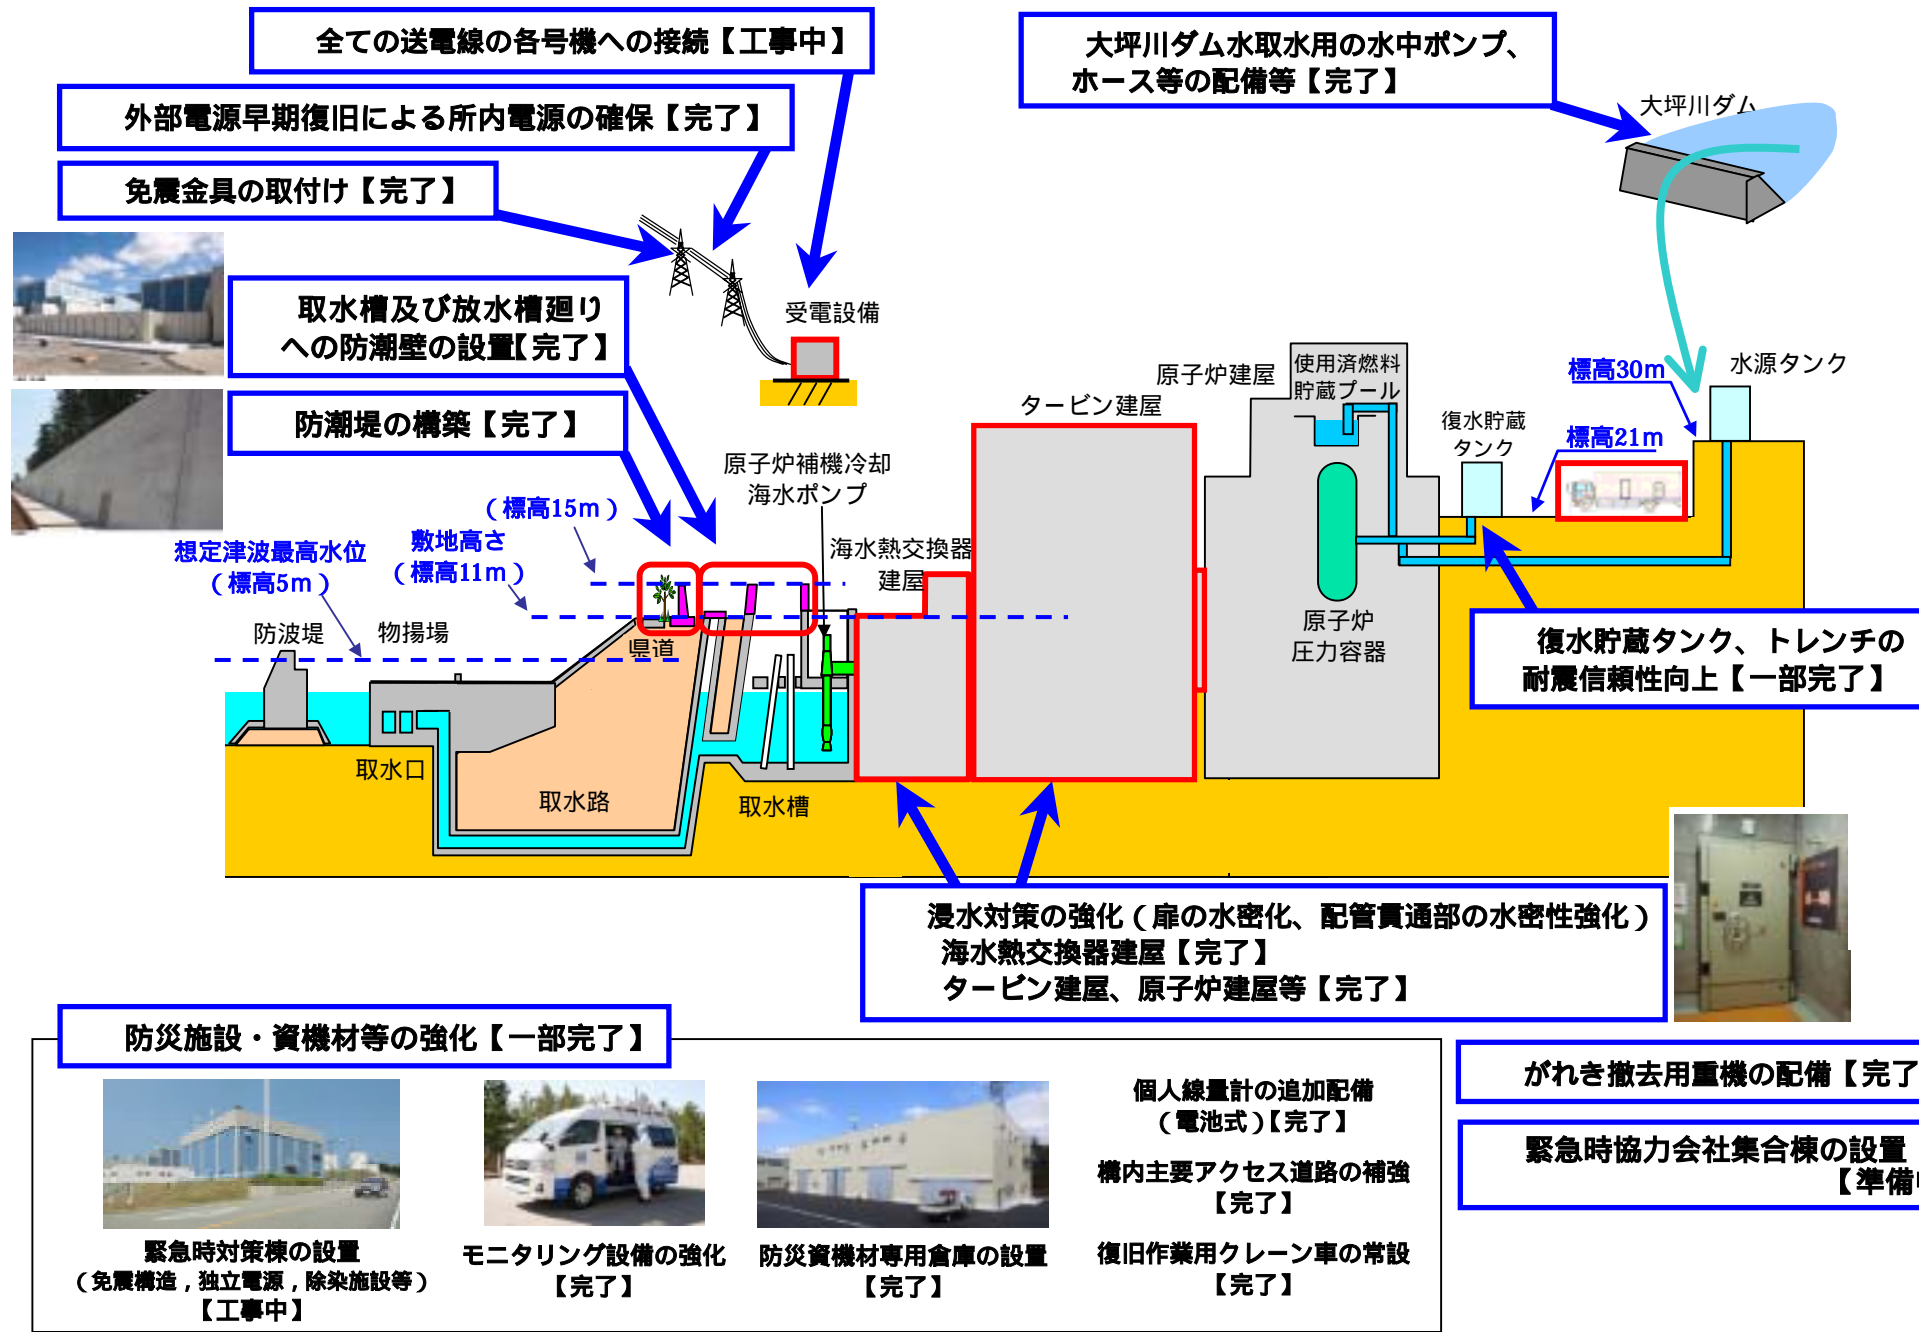 全ての送電線の各号機への接続【工事中】
外部電源早期復旧による所内電源の確保【完了】
免震金具の取付け【完了】
大坪川ダム水取水用の水中ポンプ、
ホース等の配備等【完了】
大坪川ダム
取水槽及び放水槽廻り
への防潮壁の設置【完了】
防潮堤の構築【完了】
受電設備
タービン建屋
原子炉建屋
使用済燃料
貯蔵プール
標高30m
水源タンク
復水貯蔵
タンク
標高21m
原子炉補機冷却
海水ポンプ
（標高15m）
敷地高さ
（標高11m）
想定津波最高水位
（標高5m）
海水熱交換器
建屋
防波堤
物揚場
県道
原子炉
圧力容器
取水口
取水路
取水槽
復水貯蔵タンク、トレンチの
耐震信頼性向上【一部完了】
浸水対策の強化（扉の水密化、配管貫通部の水密性強化）
海水熱交換器建屋【完了】
タービン建屋、原子炉建屋等【完了】
防災施設・資機材等の強化【一部完了】
緊急時対策棟の設置
（免震構造，独立電源，除染施設等）
【工事中】
モニタリング設備の強化
【完了】
防災資機材専用倉庫の設置
【完了】
個人線量計の追加配備
（電池式）【完了】
構内主要アクセス道路の補強
【完了】
復旧作業用クレーン車の常設
【完了】
がれき撤去用重機の配備【完了
緊急時協力会社集合棟の設置
【準備